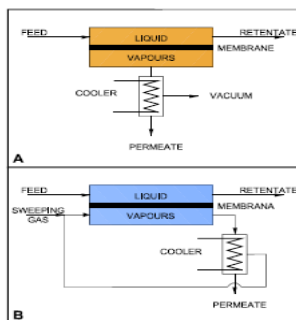 FEED
LIQUID
RETENTATE
MEMBRANE
VAPOURS
COOLER
VACUUM
PERMEATE
A
FEED
LIQUID
RETENTATE
MEMBRANA
SWEEPING
GAS
VAPOURS
COOLER
PERMEATE
B